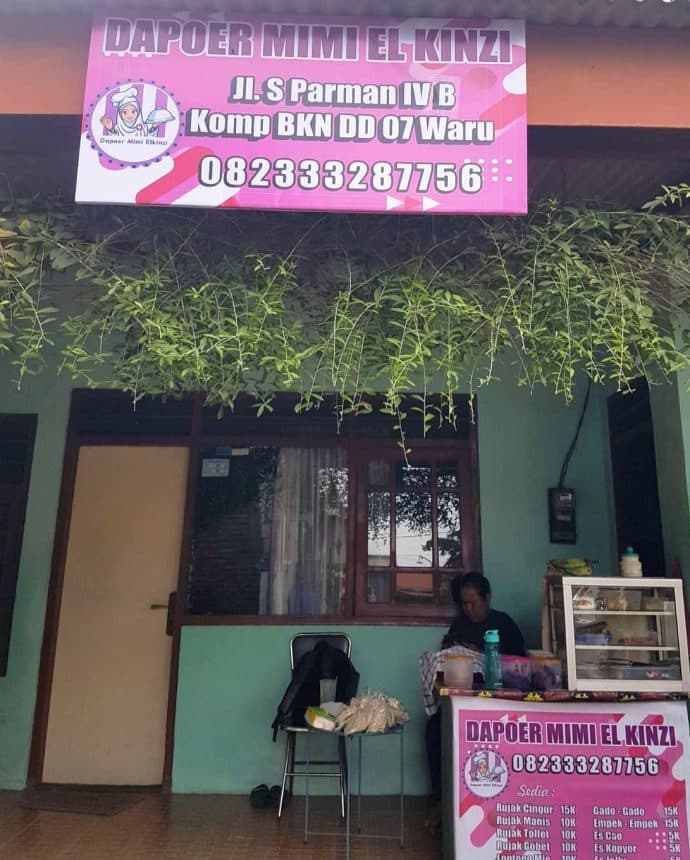 DAPOER MIMI EL KINZI
Jl. S Parman IV B
Komp BKN DD 07 Waru
Dapoer Mimi Elkinzi
082333287756
DAPOER MIMI EL KINZI
082333287756
Sedia :
Rujak Cingur 15K
Rujak Manis 10K
Rujak Tollet 10K
Rujak Gobet 10K
Gado - Gado 15K
Empek - Empek 15K
Es Cao 5K
Es Kopyor 5K